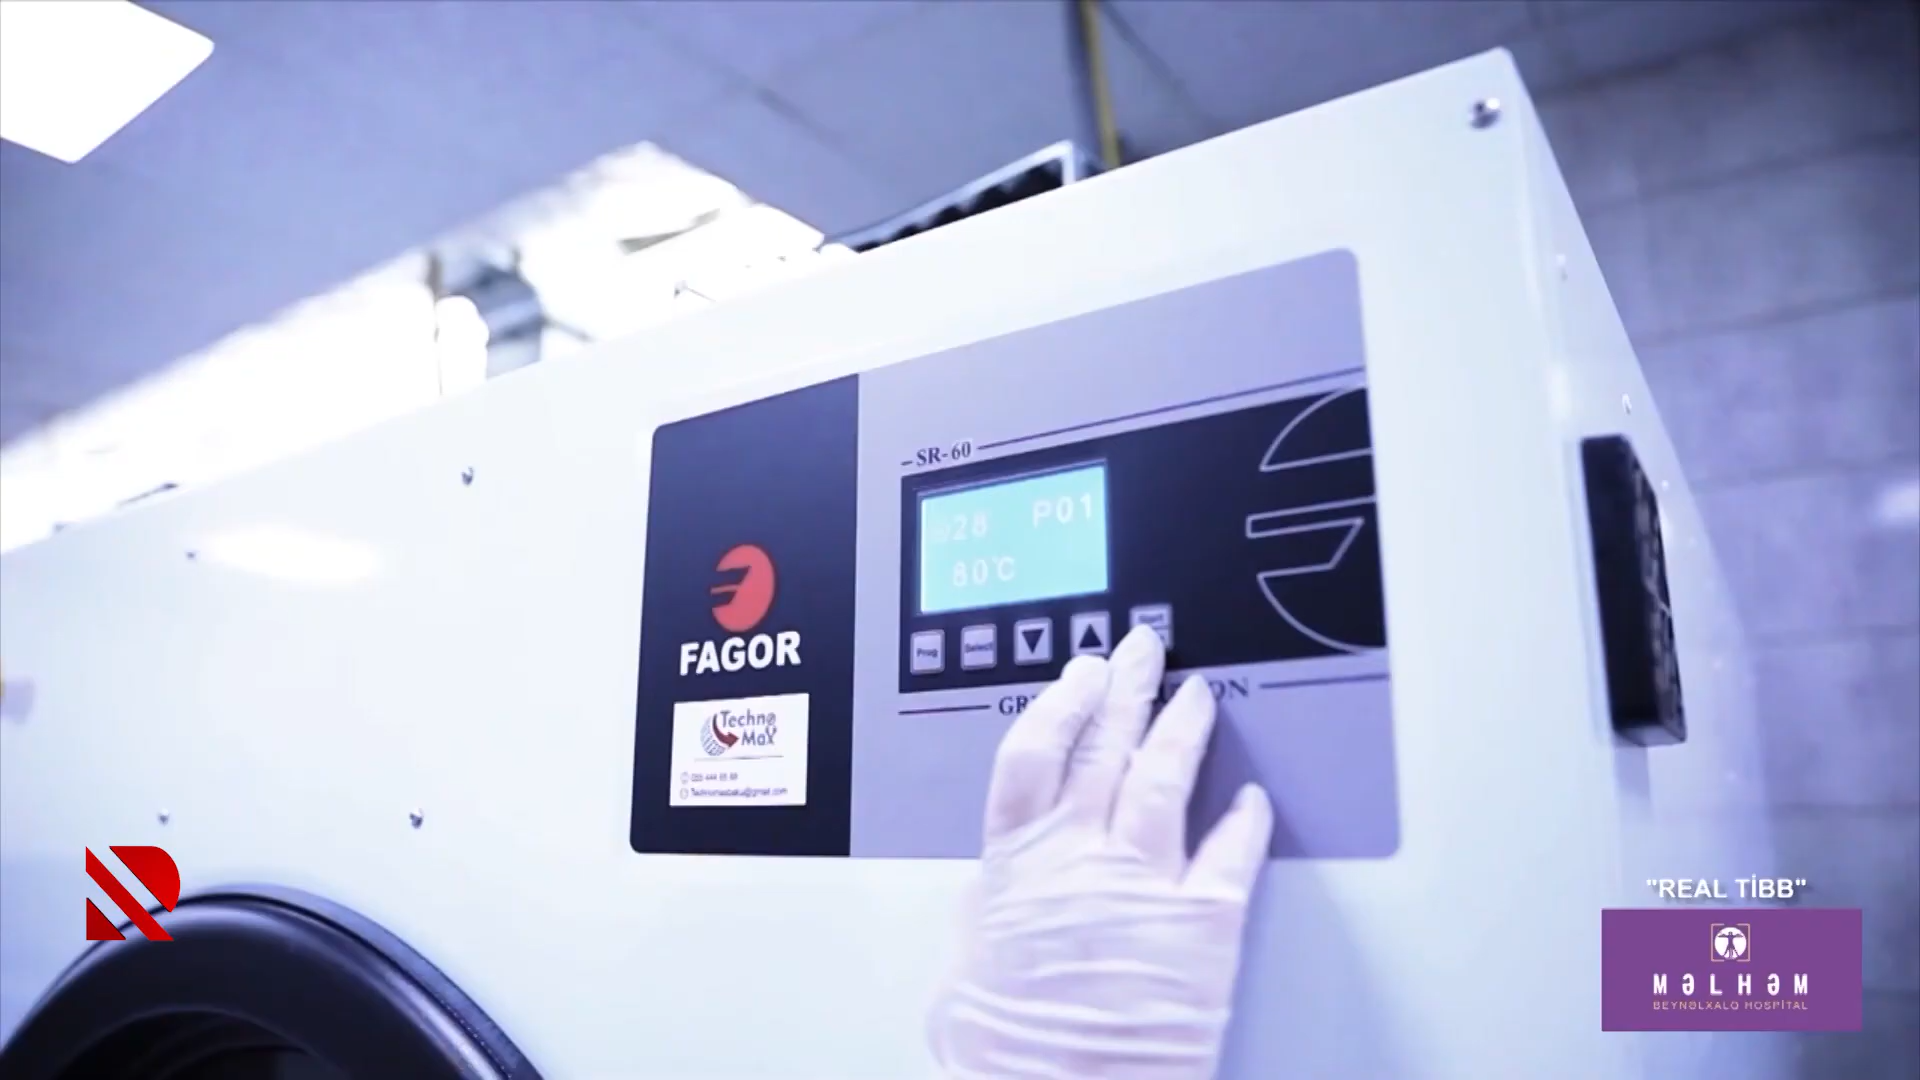 SR-60
28 P01
80°C
Prog
Select
FAGOR
Techno
Max
"REAL TİBB"
MƏLHƏM
BEYNƏLXALQ HOSPİTAL